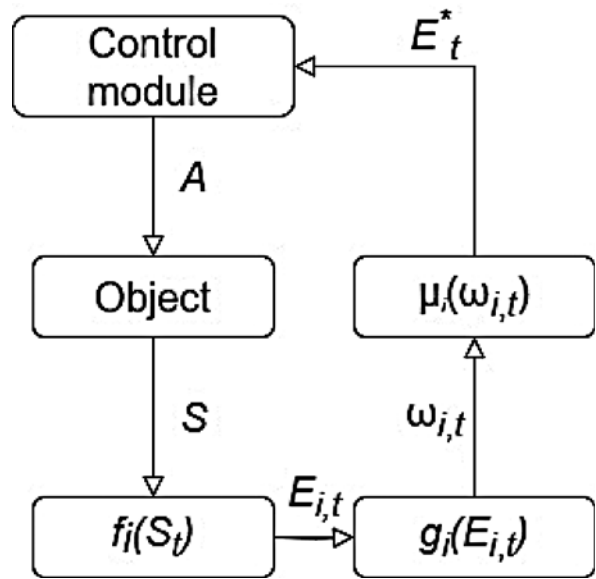 Control
module
E*t
A
Object
μi(ωi,t)
S
ωi,t
Ei,t
fi(St)
gi(Ei,t)